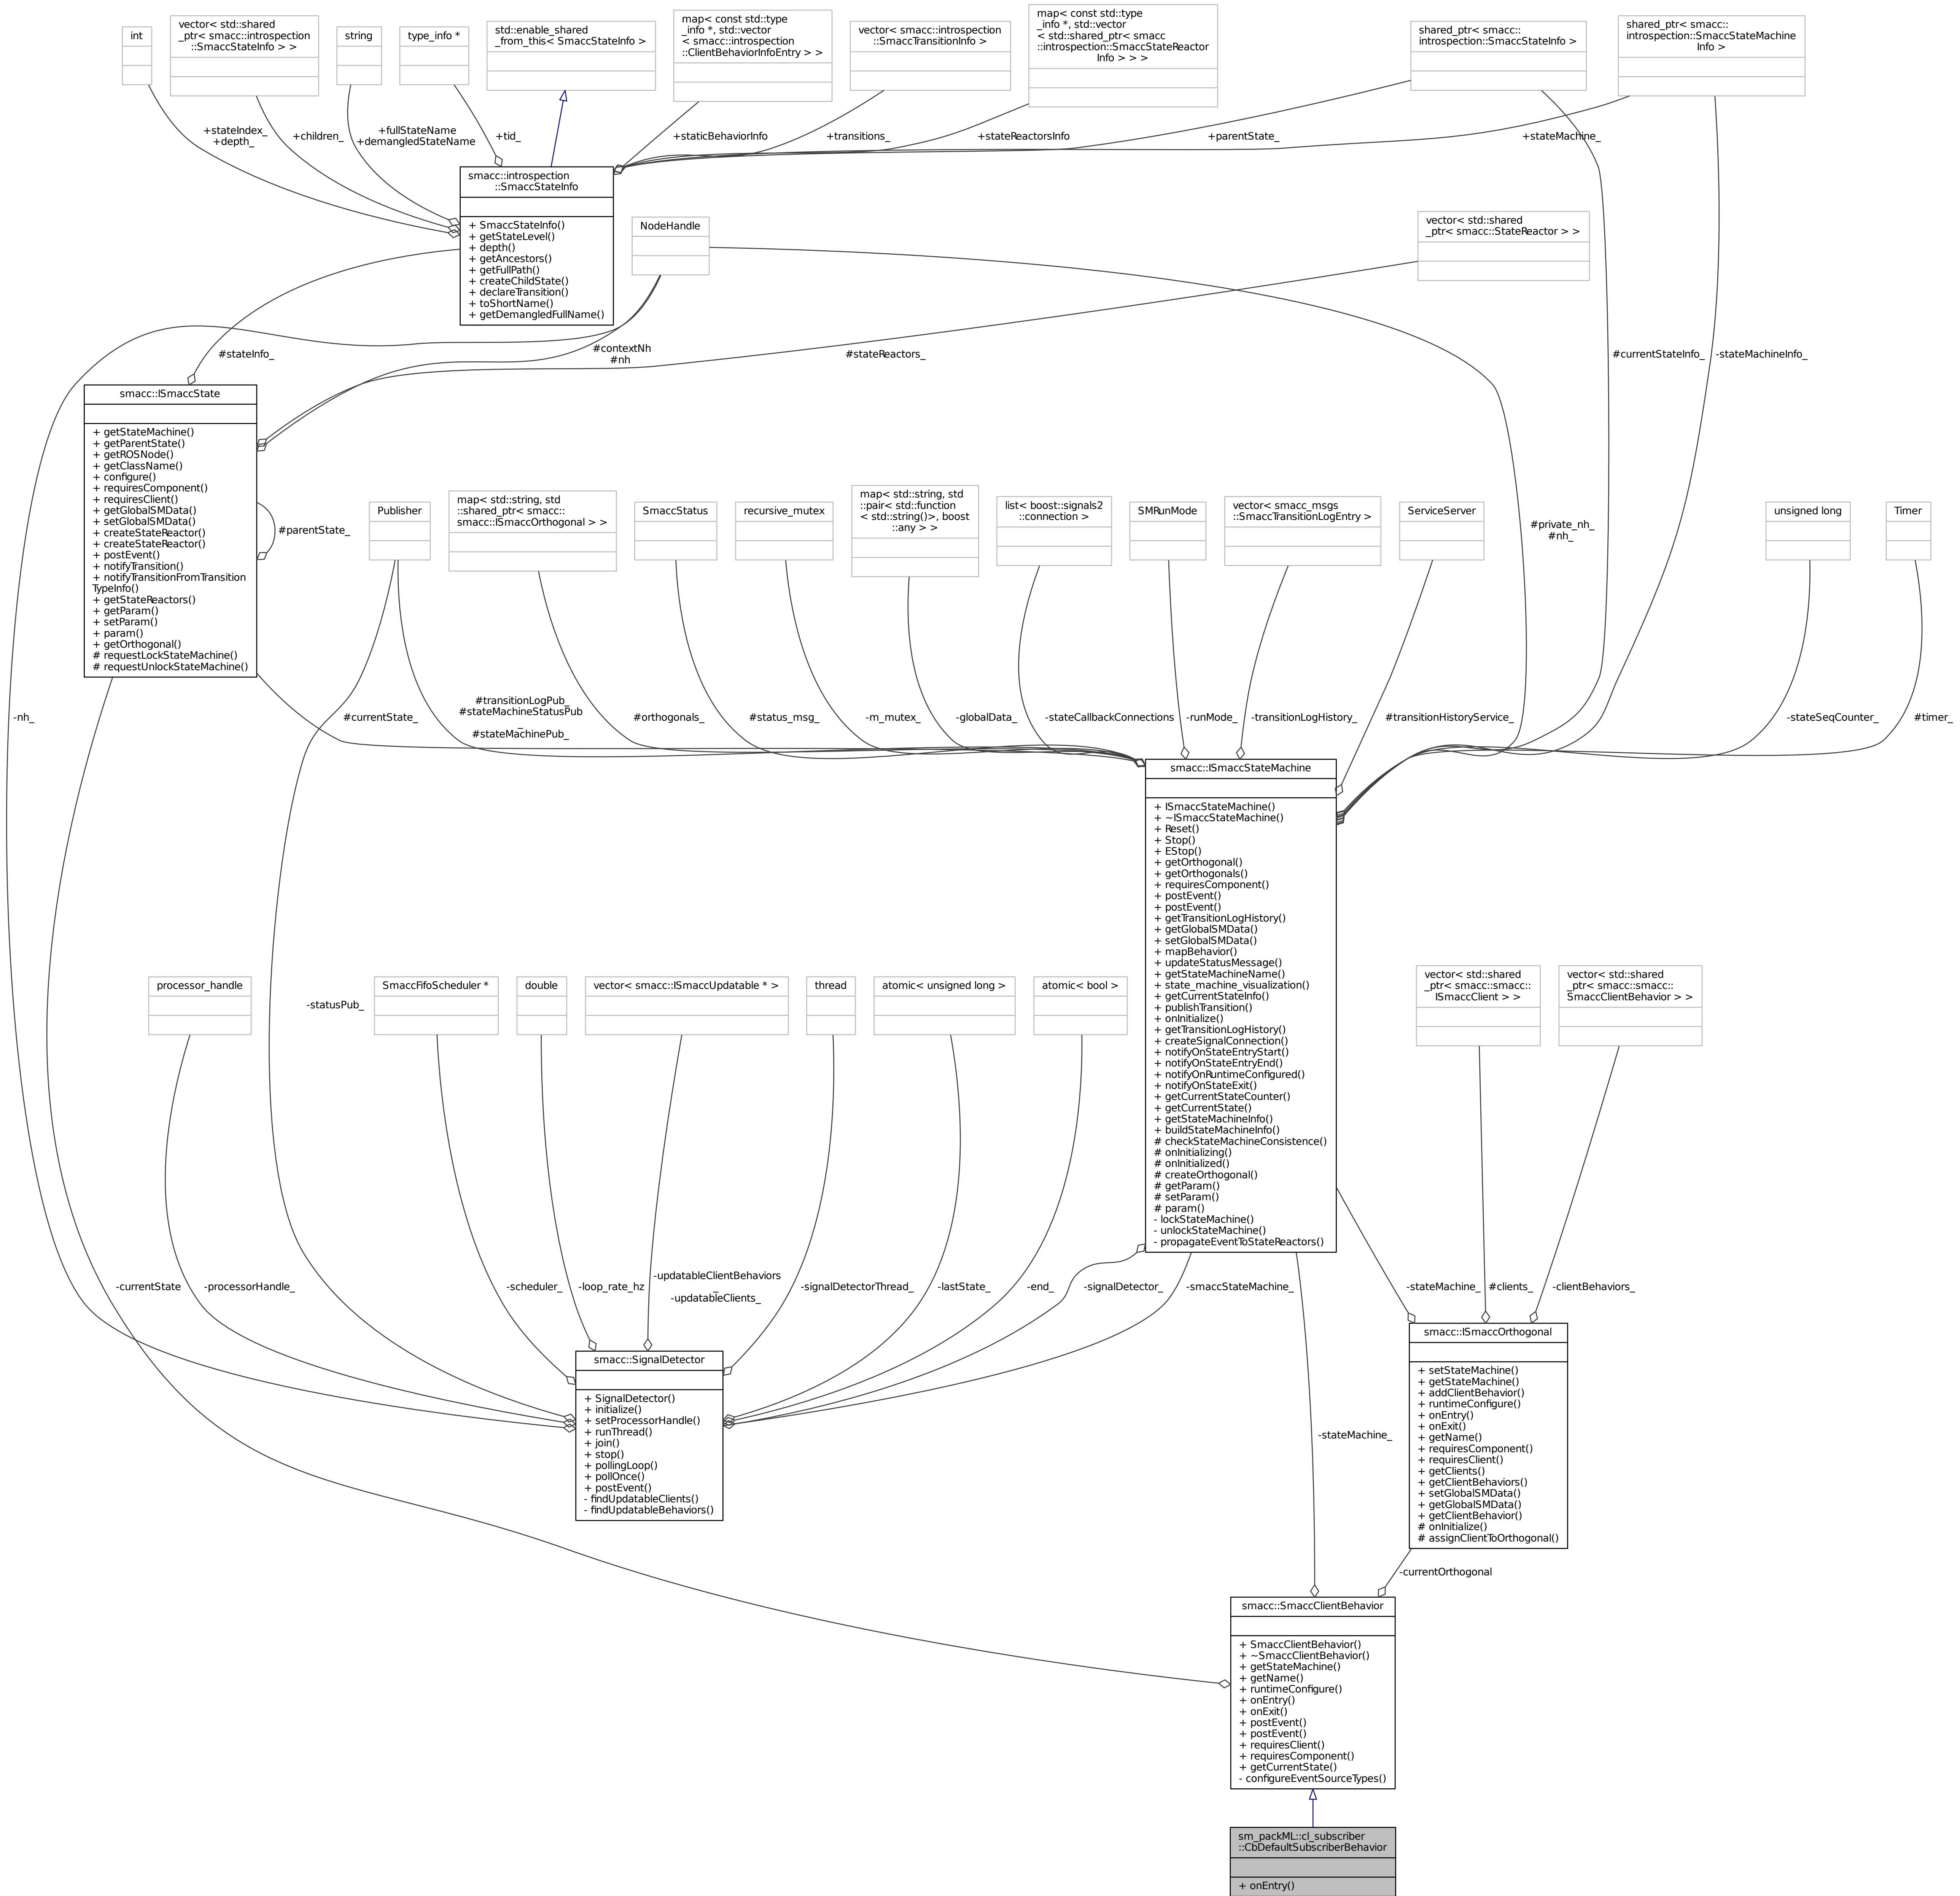 int
vector< std::shared
_ptr< smacc::introspection
::SmaccStateInfo > >
string
type_info *
std::enable_shared
_from_this< SmaccStateInfo >
map< const std::type
_info *, std::vector
< smacc::introspection
::ClientBehaviorInfoEntry > >
vector< smacc::introspection
::SmaccTransitionInfo >
map< const std::type
_info *, std::vector
< std::shared_ptr< smacc
::introspection::SmaccStateReactor
Info > > >
shared_ptr< smacc::
introspection::SmaccStateInfo >
shared_ptr< smacc::
introspection::SmaccStateMachine
Info >
+stateIndex_
+depth_
+children_
+fullStateName
+demangledStateName
+tid_
+staticBehaviorInfo
+transitions_
+stateReactorsInfo
+parentState_
+stateMachine_
smacc::introspection
::SmaccStateInfo
+ SmaccStateInfo()
+ getStateLevel()
+ depth()
+ getAncestors()
+ getFullPath()
+ createChildState()
+ declareTransition()
+ toShortName()
+ getDemangledFullName()
NodeHandle
vector< std::shared
_ptr< smacc::StateReactor > >
#stateInfo_
#contextNh
#nh
#stateReactors_
#currentStateInfo_
-stateMachineInfo_
smacc::ISmaccState
+ getStateMachine()
+ getParentState()
+ getROSNode()
+ getClassName()
+ configure()
+ requiresComponent()
+ requiresClient()
+ getGlobalSMData()
+ setGlobalSMData()
+ createStateReactor()
+ createStateReactor()
+ postEvent()
+ notifyTransition()
+ notifyTransitionFromTransition
TypeInfo()
+ getStateReactors()
+ getParam()
+ setParam()
+ param()
+ getOrthogonal()
# requestLockStateMachine()
# requestUnlockStateMachine()
#parentState_
Publisher
map< std::string, std
::shared_ptr< smacc::
smacc::ISmaccOrthogonal > >
SmaccStatus
recursive_mutex
map< std::string, std
::pair< std::function
< std::string()>, boost
::any > >
list< boost::signals2
::connection >
SMRunMode
vector< smacc_msgs
::SmaccTransitionLogEntry >
ServiceServer
#private_nh_
#nh_
unsigned long
Timer
-nh_
#currentState_
#transitionLogPub_
#stateMachineStatusPub
_
#stateMachinePub_
#orthogonals_
#status_msg_
-m_mutex_
-globalData_
-stateCallbackConnections
-runMode_
-transitionLogHistory_
#transitionHistoryService_
-stateSeqCounter_
#timer_
smacc::ISmaccStateMachine
+ ISmaccStateMachine()
+ ~ISmaccStateMachine()
+ Reset()
+ Stop()
+ EStop()
+ getOrthogonal()
+ getOrthogonals()
+ requiresComponent()
+ postEvent()
+ postEvent()
+ getTransitionLogHistory()
+ getGlobalSMData()
+ setGlobalSMData()
+ mapBehavior()
+ updateStatusMessage()
+ getStateMachineName()
+ state_machine_visualization()
+ getCurrentStateInfo()
+ publishTransition()
+ onInitialize()
+ getTransitionLogHistory()
+ createSignalConnection()
+ notifyOnStateEntryStart()
+ notifyOnStateEntryEnd()
+ notifyOnRuntimeConfigured()
+ notifyOnStateExit()
+ getCurrentStateCounter()
+ getCurrentState()
+ getStateMachineInfo()
+ buildStateMachineInfo()
# checkStateMachineConsistence()
# onInitializing()
# onInitialized()
# createOrthogonal()
# getParam()
# setParam()
# param()
- lockStateMachine()
- unlockStateMachine()
- propagateEventToStateReactors()
processor_handle
-statusPub_
SmaccFifoScheduler *
double
vector< smacc::ISmaccUpdatable * >
thread
atomic< unsigned long >
atomic< bool >
vector< std::shared
_ptr< smacc::smacc::
ISmaccClient > >
vector< std::shared
_ptr< smacc::smacc::
SmaccClientBehavior > >
-currentState
-processorHandle_
-scheduler_
-loop_rate_hz
-updatableClientBehaviors
_
-updatableClients_
-signalDetectorThread_
-lastState_
-end_
-signalDetector_
-smaccStateMachine_
-stateMachine_
#clients_
-clientBehaviors_
smacc::SignalDetector
+ SignalDetector()
+ initialize()
+ setProcessorHandle()
+ runThread()
+ join()
+ stop()
+ pollingLoop()
+ pollOnce()
+ postEvent()
- findUpdatableClients()
- findUpdatableBehaviors()
-stateMachine_
smacc::ISmaccOrthogonal
+ setStateMachine()
+ getStateMachine()
+ addClientBehavior()
+ runtimeConfigure()
+ onEntry()
+ onExit()
+ getName()
+ requiresComponent()
+ requiresClient()
+ getClients()
+ getClientBehaviors()
+ setGlobalSMData()
+ getGlobalSMData()
+ getClientBehavior()
# onInitialize()
# assignClientToOrthogonal()
-currentOrthogonal
smacc::SmaccClientBehavior
+ SmaccClientBehavior()
+ ~SmaccClientBehavior()
+ getStateMachine()
+ getName()
+ runtimeConfigure()
+ onEntry()
+ onExit()
+ postEvent()
+ postEvent()
+ requiresClient()
+ requiresComponent()
+ getCurrentState()
- configureEventSourceTypes()
sm_packML::cl_subscriber
::CbDefaultSubscriberBehavior
+ onEntry()